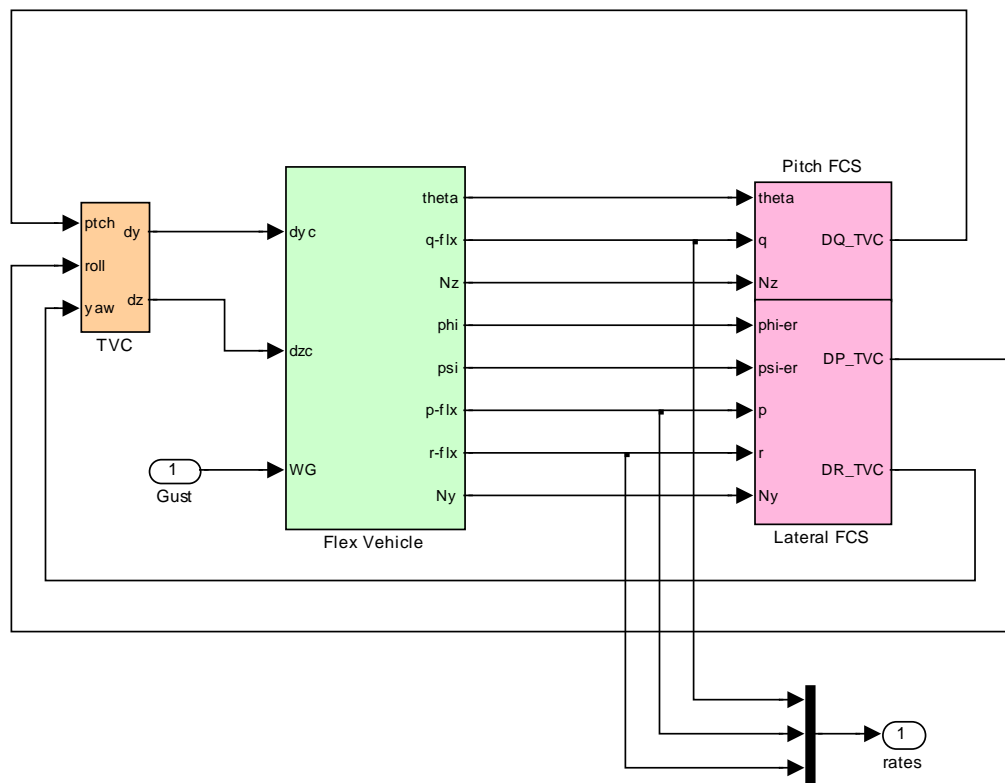 Pitch FCS
theta
theta
ptch
dy
dyc
q-flx
q
DQ_TVC
roll
Nz
Nz
dz
yaw
phi
phi-er
TVC
dzc
psi
psi-er
DP_TVC
p-flx
p
r-flx
r
1
WG
DR_TVC
Gust
Ny
Ny
Flex Vehicle
Lateral FCS
1
rates